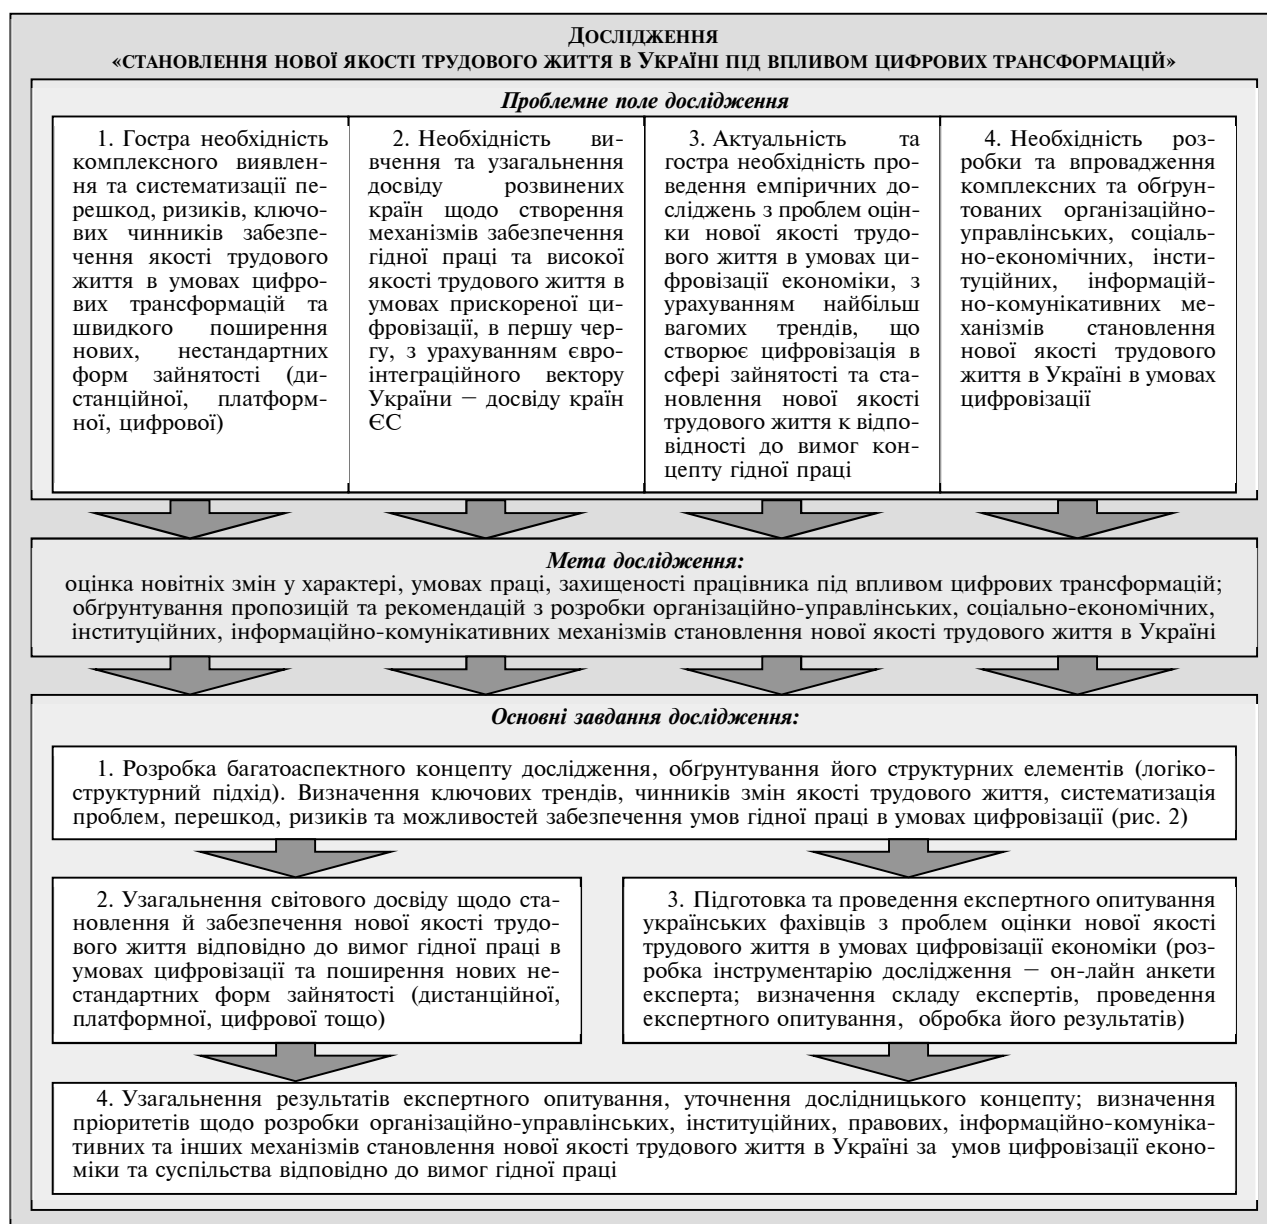 ДОСЛІДЖЕННЯ
«СТАНОВЛЕННЯ НОВОЇ ЯКОСТІ ТРУДОВОГО ЖИТТЯ В УКРАЇНІ ПІД ВПЛИВОМ ЦИФРОВИХ ТРАНСФОРМАЦІЙ»
Проблемне поле дослідження
1. Гостра необхідність
комплексного виявлен-
ня та систематизації пе-
решкод, ризиків, ключо-
вих чинників забезпе-
чення якості трудового
життя в умовах цифро-
вих трансформацій та
швидкого поширення
нових, нестандартних
форм зайнятості (ди-
станційної, платформ-
ної, цифрової)
2. Необхідність ви-
вчення та узагальнення
досвіду розвинених
країн щодо створення
механізмів забезпечення
гідної праці та високої
якості трудового життя в
умовах прискореної ци-
фровізації, в першу чер-
гу, з урахуванням євро-
інтеграційного вектору
України — досвіду країн
ЄС
3. Актуальність та
гостра необхідність про-
ведення емпіричних до-
сліджень з проблем оцін-
ки нової якості трудо-
вого життя в умовах ци-
фровізації економіки, з
урахуванням найбільш
вагомих трендів, що
створює цифровізація в
сфері зайнятості та ста-
новлення нової якості
трудового життя к відпо-
відності до вимог кон-
цепту гідної праці
4. Необхідність роз-
робки та впровадження
комплексних та обґрун-
тованих організаційно-
управлінських, соціаль-
но-економічних, інсти-
туційних, інформацій-
но-комунікативних ме-
ханізмів становлення
нової якості трудового
життя в Україні в умовах
цифровізації
Мета дослідження:
оцінка новітніх змін у характері, умовах праці, захищеності працівника під впливом цифрових трансформацій;
обґрунтування пропозицій та рекомендацій з розробки організаційно-управлінських, соціально-економічних,
інституційних, інформаційно-комунікативних механізмів становлення нової якості трудового життя в Україні
Основні завдання дослідження:
1. Розробка багатоаспектного концепту дослідження, обґрунтування його структурних елементів (логіко-
структурний підхід). Визначення ключових трендів, чинників змін якості трудового життя, систематизація
проблем, перешкод, ризиків та можливостей забезпечення умов гідної праці в умовах цифровізації (рис. 2)
2. Узагальнення світового досвіду щодо ста-
новлення й забезпечення нової якості трудо-
вого життя відповідно до вимог гідної праці в
умовах цифровізації та поширення нових не-
стандартних форм зайнятості (дистанційної,
платформної, цифрової тощо)
3. Підготовка та проведення експертного опитування
українських фахівців з проблем оцінки нової якості
трудового життя в умовах цифровізації економіки (роз-
робка інструментарію дослідження — он-лайн анкети
експерта; визначення складу експертів, проведення
експертного опитування, обробка його результатів)
4. Узагальнення результатів експертного опитування, уточнення дослідницького концепту; визначення
пріоритетів щодо розробки організаційно-управлінських, інституційних, правових, інформаційно-комуніка-
тивних та інших механізмів становлення нової якості трудового життя в Україні за умов цифровізації еконо-
міки та суспільства відповідно до вимог гідної праці